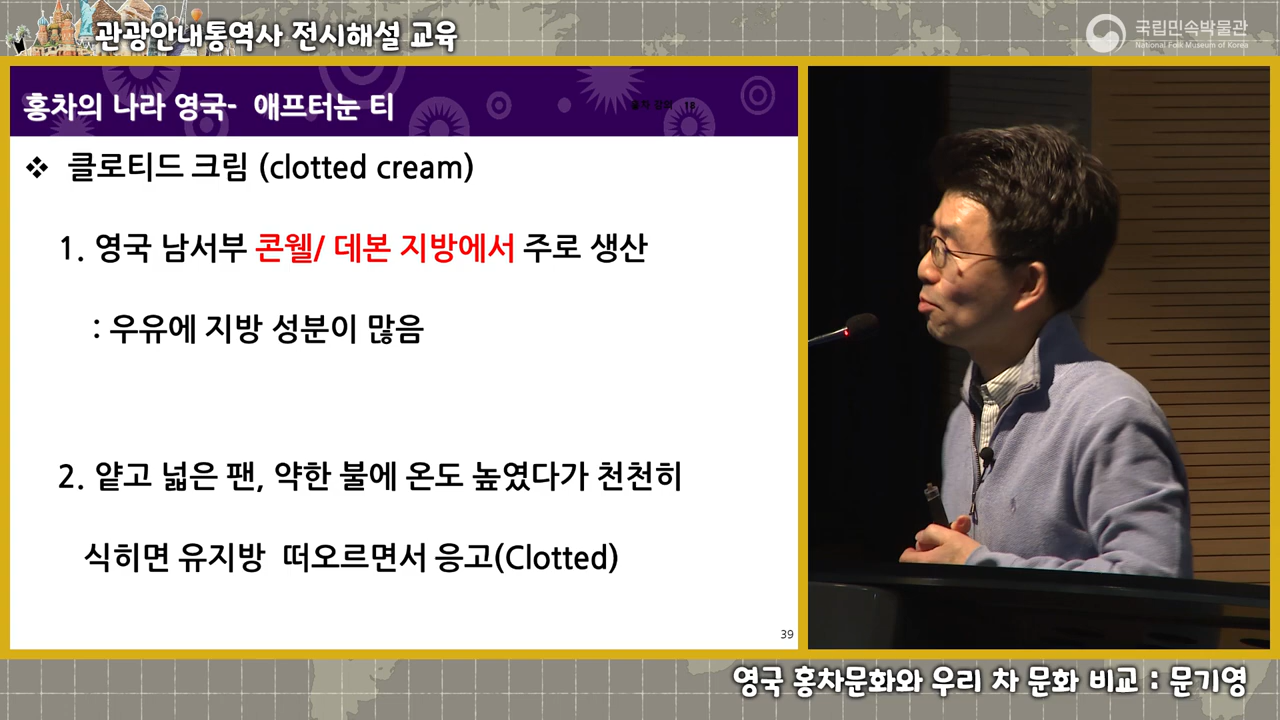 관광안내통역사 전시해설 교육
국립민속박물관
National Folk Museum of Korea
홍차의 나라 영국- 애프터눈 티
홍차 강의 18
❖ 클로티드 크림 (clotted cream)
1. 영국 남서부 콘웰/ 데본 지방에서 주로 생산
: 우유에 지방 성분이 많음
2. 얕고 넓은 팬, 약한 불에 온도 높였다가 천천히
식히면 유지방 떠오르면서 응고(Clotted)
39
영국 홍차문화와 우리 차 문화 비교 : 문기영